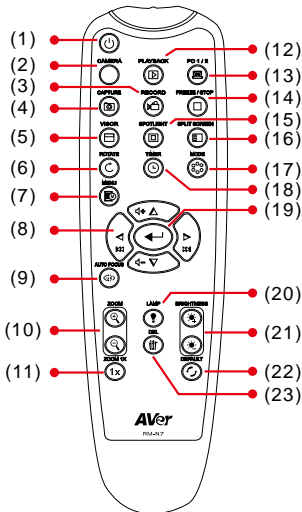 (1)
(2)
(3)
(4)
(5)
(6)
(7)
(8)
(9)
(10)
(11)
CAMERA
PLAYBACK
PC 1 / 2
CAPTURE
RECORD
FREEZE / STOP
VISOR
SPOTLIGHT
SPLIT SCREEN
ROTATE
TIMER
MODE
MENU
AUTO FOCUS
ZOOM
LAMP
BRIGHTNESS
DEL
ZOOM 1X
1x
DEFAULT
AVer
RM-N7
(12)
(13)
(14)
(15)
(16)
(17)
(18)
(19)
(20)
(21)
(22)
(23)